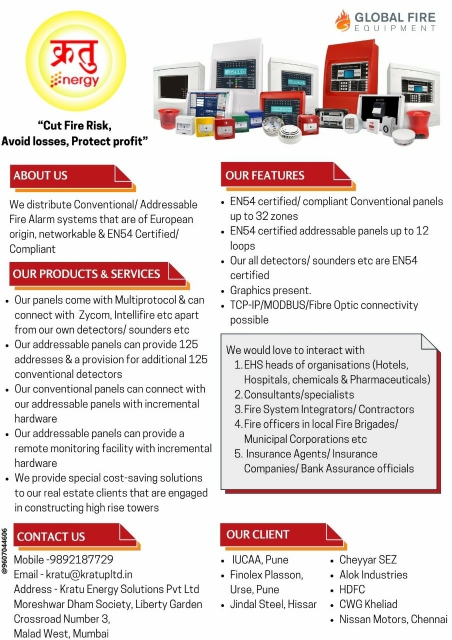 क्रतु
energy
GLOBAL FIRE
EQUIPMENT
“Cut Fire Risk,
Avoid losses, Protect profit”
ABOUT US
We distribute Conventional/ Addressable
Fire Alarm systems that are of European
origin, networkable & EN54 Certified/
Compliant
OUR PRODUCTS & SERVICES
• Our panels come with Multiprotocol & can
connect with Zycom, Intellifire etc apart
from our own detectors/ sounders etc
• Our addressable panels can provide 125
addresses & a provision for additional 125
conventional detectors
• Our conventional panels can connect with
our addressable panels with incremental
hardware
• Our addressable panels can provide a
remote monitoring facility with incremental
hardware
• We provide special cost-saving solutions
to our real estate clients that are engaged
in constructing high rise towers
OUR FEATURES
• EN54 certified/ compliant Conventional panels
up to 32 zones
• EN54 certified addressable panels up to 12
loops
• Our all detectors/ sounders etc are EN54
certified
• Graphics present.
• TCP-IP/MODBUS/Fibre Optic connectivity
possible
We would love to interact with
1. EHS heads of organisations (Hotels,
Hospitals, chemicals & Pharmaceuticals)
2. Consultants/specialists
3. Fire System Integrators/ Contractors
4. Fire officers in local Fire Brigades/
Municipal Corporations etc
5. Insurance Agents/ Insurance
Companies/ Bank Assurance officials
CONTACT US
Mobile -9892187729
Email - kratu@kratupltd.in
Address - Kratu Energy Solutions Pvt Ltd
Moreshwar Dham Society, Liberty Garden
Crossroad Number 3,
Malad West, Mumbai
@9607044606
OUR CLIENT
• IUCAA, Pune
• Finolex Plasson,
Urse, Pune
• Jindal Steel, Hissar
• Cheyyar SEZ
• Alok Industries
• HDFC
• CWG Kheliad
• Nissan Motors, Chennai